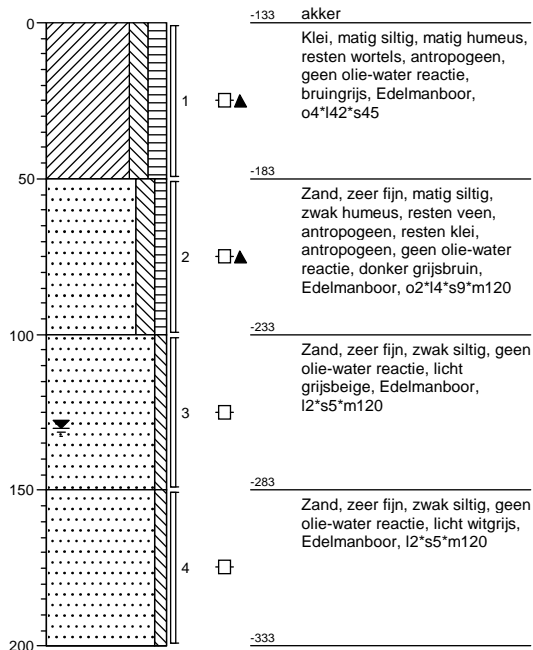 -133 akker
0
Klei, matig siltig, matig humeus,
resten wortels, antropogeen,
geen olie-water reactie,
bruingrijs, Edelmanboor,
o4*l42*s45
1
-183
50
Zand, zeer fijn, matig siltig,
zwak humeus, resten veen,
antropogeen, resten klei,
antropogeen, geen olie-water
reactie, donker grijsbruin,
Edelmanboor, o2*l4*s9*m120
2
-233
100
Zand, zeer fijn, zwak siltig, geen
olie-water reactie, licht
grijsbeige, Edelmanboor,
l2*s5*m120
3
-283
150
Zand, zeer fijn, zwak siltig, geen
olie-water reactie, licht witgrijs,
Edelmanboor, l2*s5*m120
4
-333
200